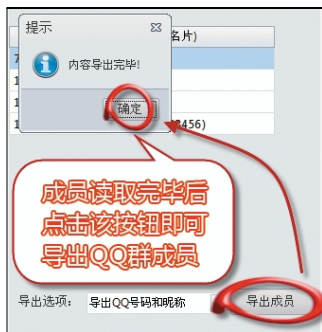 提示
名片)
内容导出完毕!
确定
3456)
成员读取完毕后
点击该按钮即可
导出QQ群成员
导出选项: 导出QQ号码和昵称 导出成员